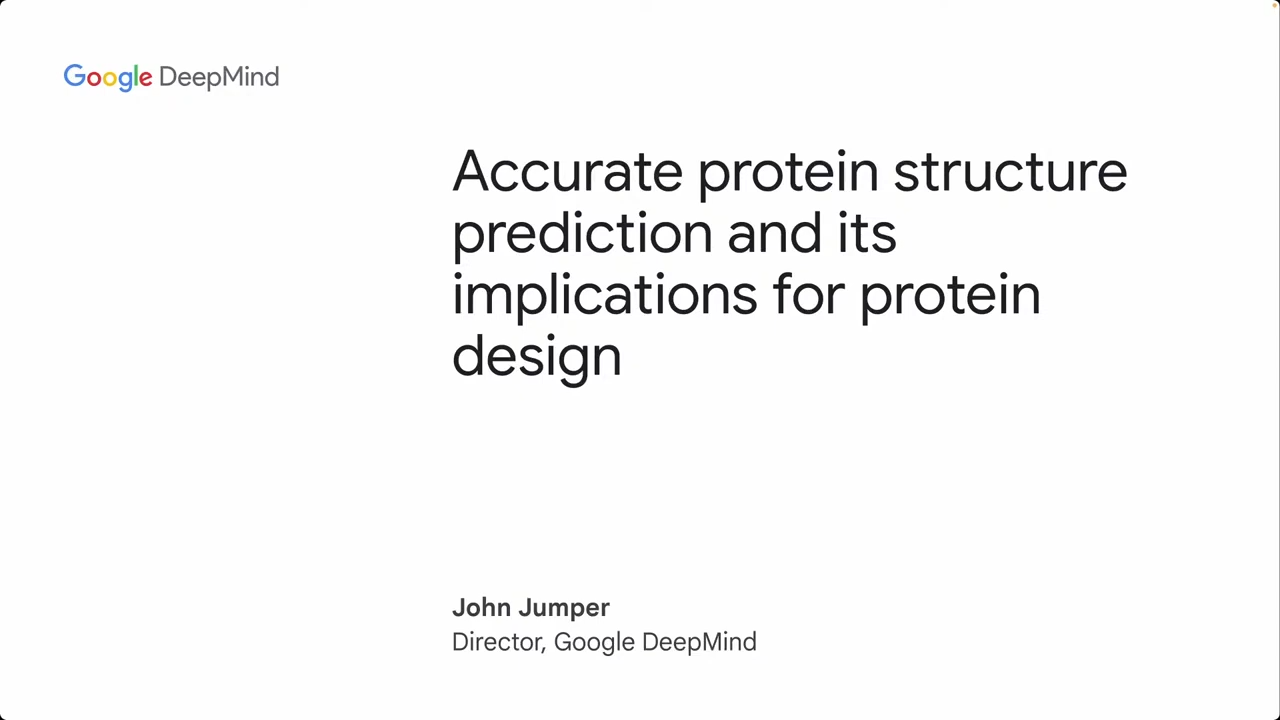 Google DeepMind
Accurate protein structure
prediction and its
implications for protein
design
John Jumper
Director, Google DeepMind